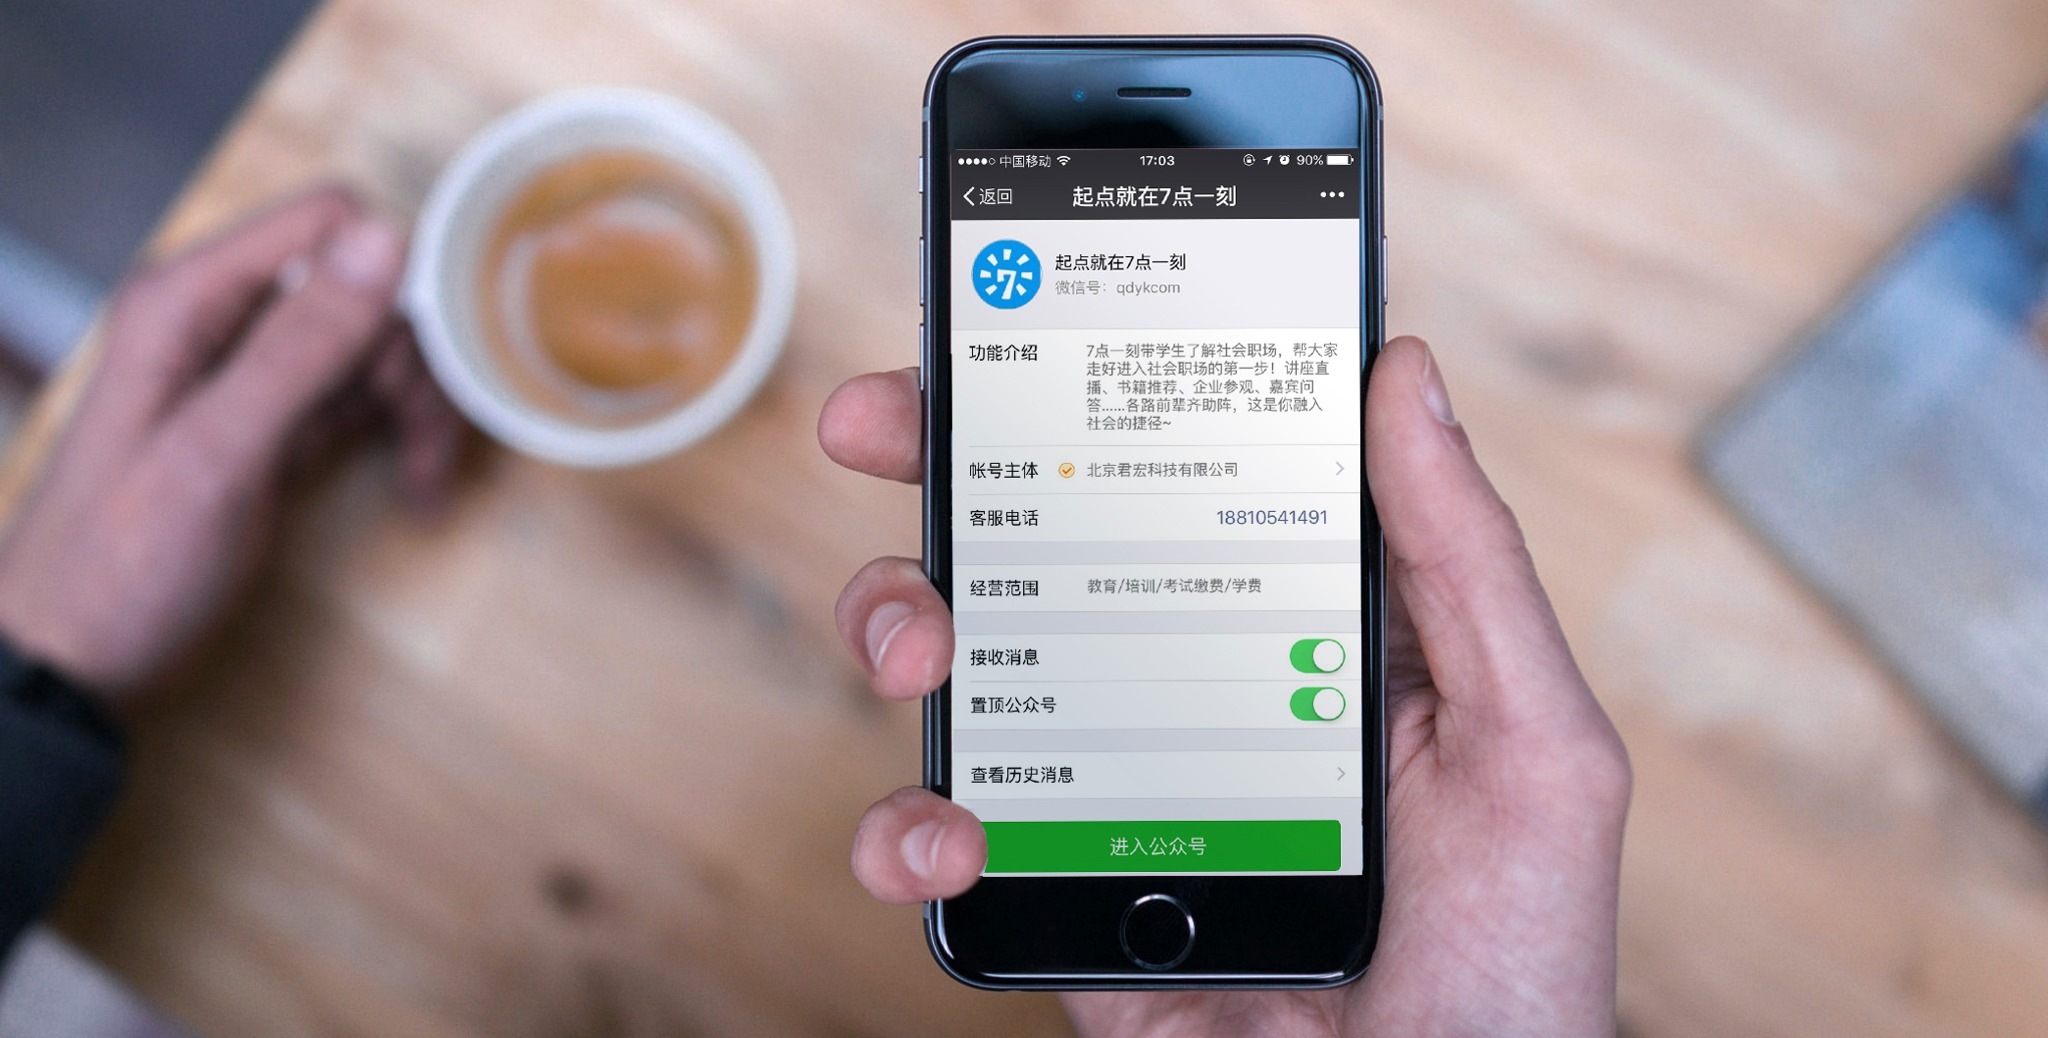 中国移动 17:03 90%
返回 起点就在7点一刻
7
起点就在7点一刻
微信号：qdykcom
功能介绍
7点一刻带学生了解社会职场，帮大家
走好进入社会职场的第一步！讲座直
播、书籍推荐、企业参观、嘉宾问
答......各路前辈齐助阵，这是你融入
社会的捷径~
帐号主体 北京君宏科技有限公司
客服电话 18810541491
经营范围 教育/培训/考试缴费/学费
接收消息
置顶公众号
查看历史消息
进入公众号